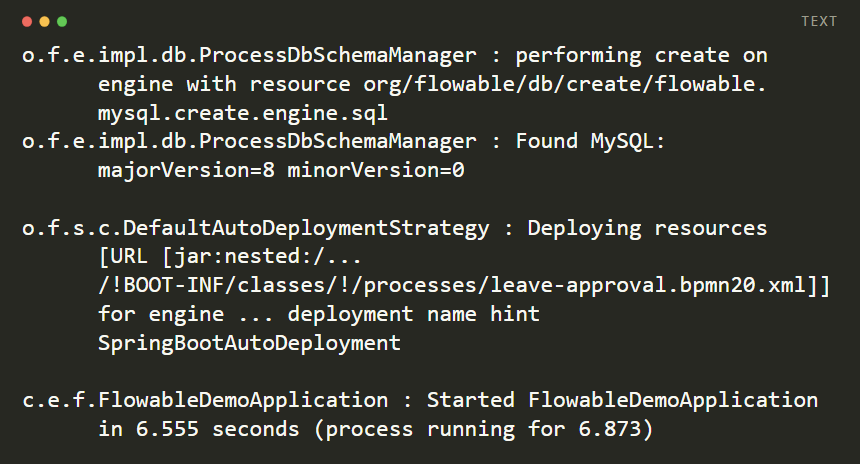 TEXT
o.f.e.impl.db.ProcessDbSchemaManager : performing create on
engine with resource org/flowable/db/create/flowable.
mysql.create.engine.sql
o.f.e.impl.db.ProcessDbSchemaManager : Found MySQL:
majorVersion=8 minorVersion=0
o.f.s.c.DefaultAutoDeploymentStrategy : Deploying resources
[URL [jar:nested:/...
/!BOOT-INF/classes/!/processes/leave-approval.bpmn20.xml]]
for engine ... deployment name hint
SpringBootAutoDeployment
c.e.f.FlowableDemoApplication : Started FlowableDemoApplication
in 6.555 seconds (process running for 6.873)